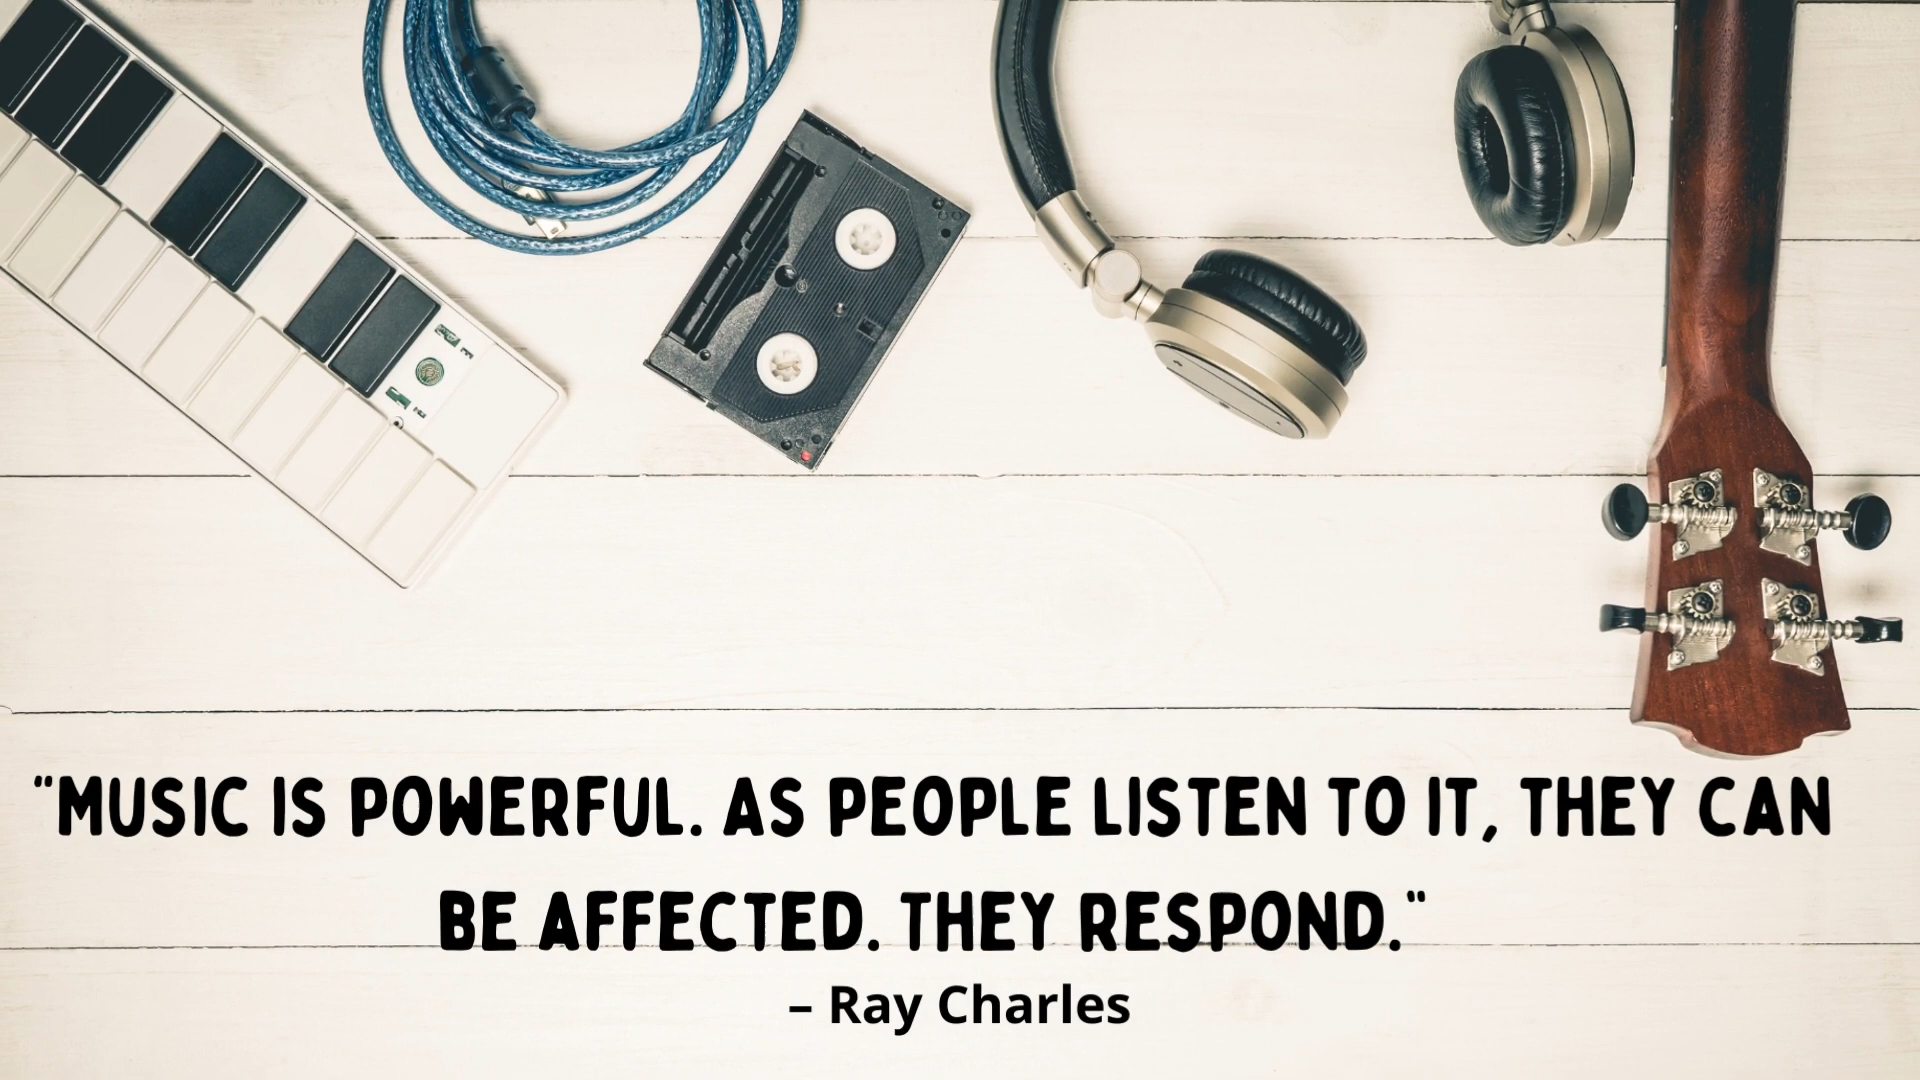 "MUSIC IS POWERFUL. AS PEOPLE LISTEN TO IT, THEY CAN
BE AFFECTED. THEY RESPOND."
– Ray Charles